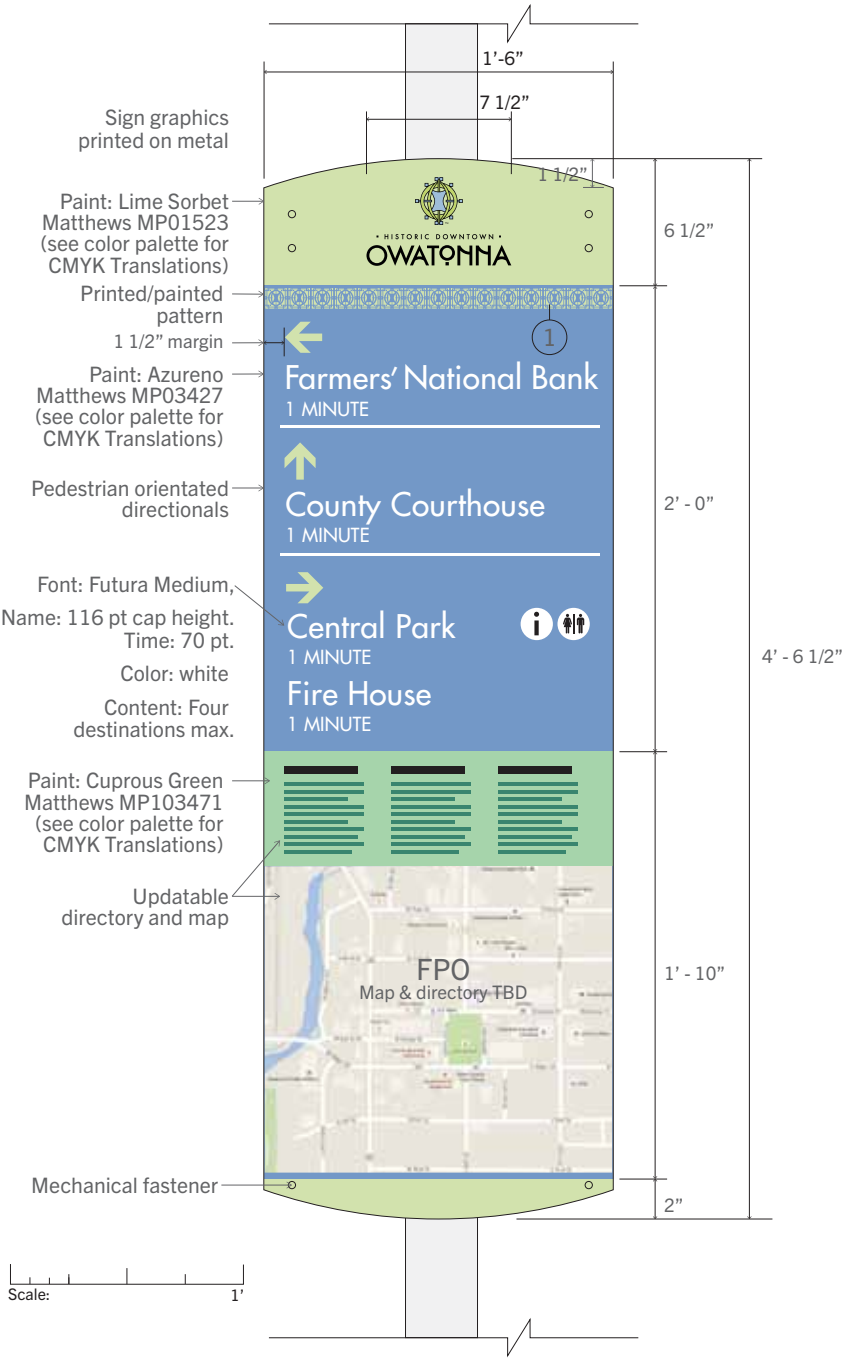 1’-6”
7 1/2”
Sign graphics
printed on metal
1 1/2”
Paint: Lime Sorbet
Matthews MP01523
(see color palette for
CMYK Translations)
6 1/2”
• HISTORIC DOWNTOWN •
OWATONNA
Printed/painted
pattern
1
1 1/2” margin
Paint: Azureno
Matthews MP03427
(see color palette for
CMYK Translations)
Farmers’ National Bank
1 MINUTE
Pedestrian orientated
directionals
County Courthouse
1 MINUTE
2’ - 0”
Font: Futura Medium,
Name: 116 pt cap height.
Time: 70 pt.
Color: white
Content: Four
destinations max.
Central Park
1 MINUTE
i
Fire House
1 MINUTE
4’ - 6 1/2”
Paint: Cuprous Green
Matthews MP103471
(see color palette for
CMYK Translations)
Updatable
directory and map
FPO
Map & directory TBD
1’ - 10”
Mechanical fastener
2”
Scale:
1'